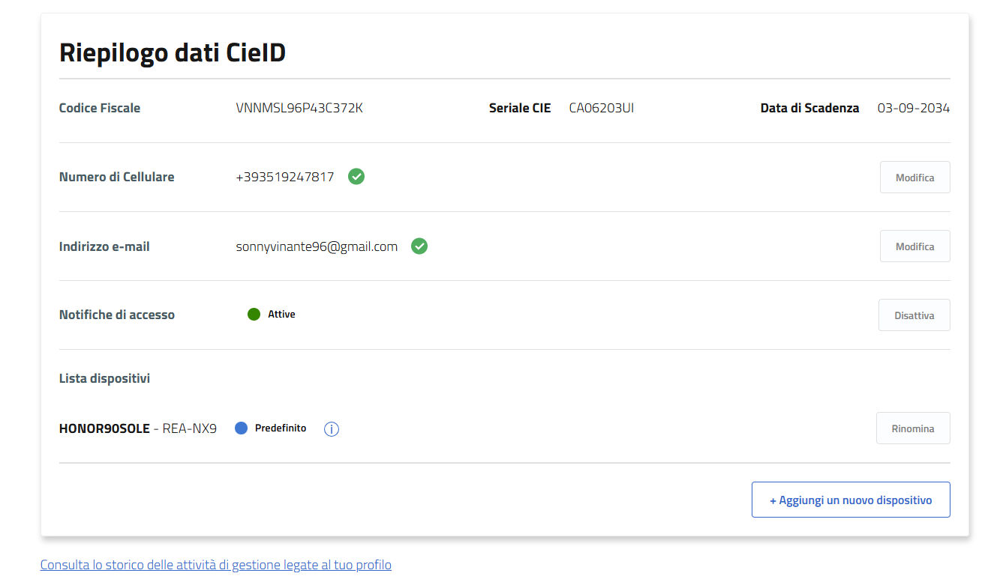 Riepilogo dati CieID
Codice Fiscale VNNMSL96P43C372K Seriale CIE CA06203UI Data di Scadenza 03-09-2034
Numero di Cellulare +393519247817 Modifica
Indirizzo e-mail sonnyvinante96@gmail.com Modifica
Notifiche di accesso Attive Disattiva
Lista dispositivi
HONOR90SOLE - REA-NX9 Predefinito Rinomina
+ Aggiungi un nuovo dispositivo
Consulta lo storico delle attività di gestione legate al tuo profilo